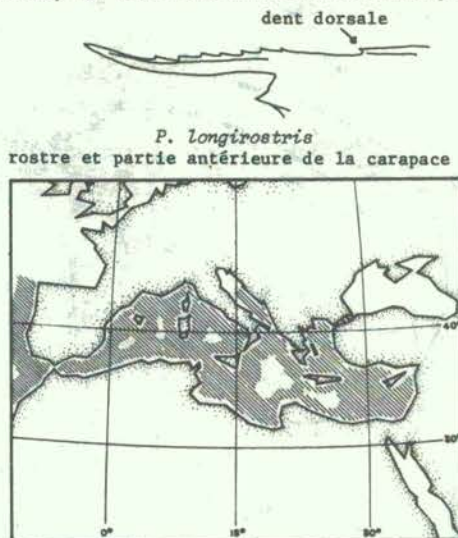 dent dorsale
P. longirostris
rostre et partie antérieure de la carapace
40°
30°
0°
15°
30°